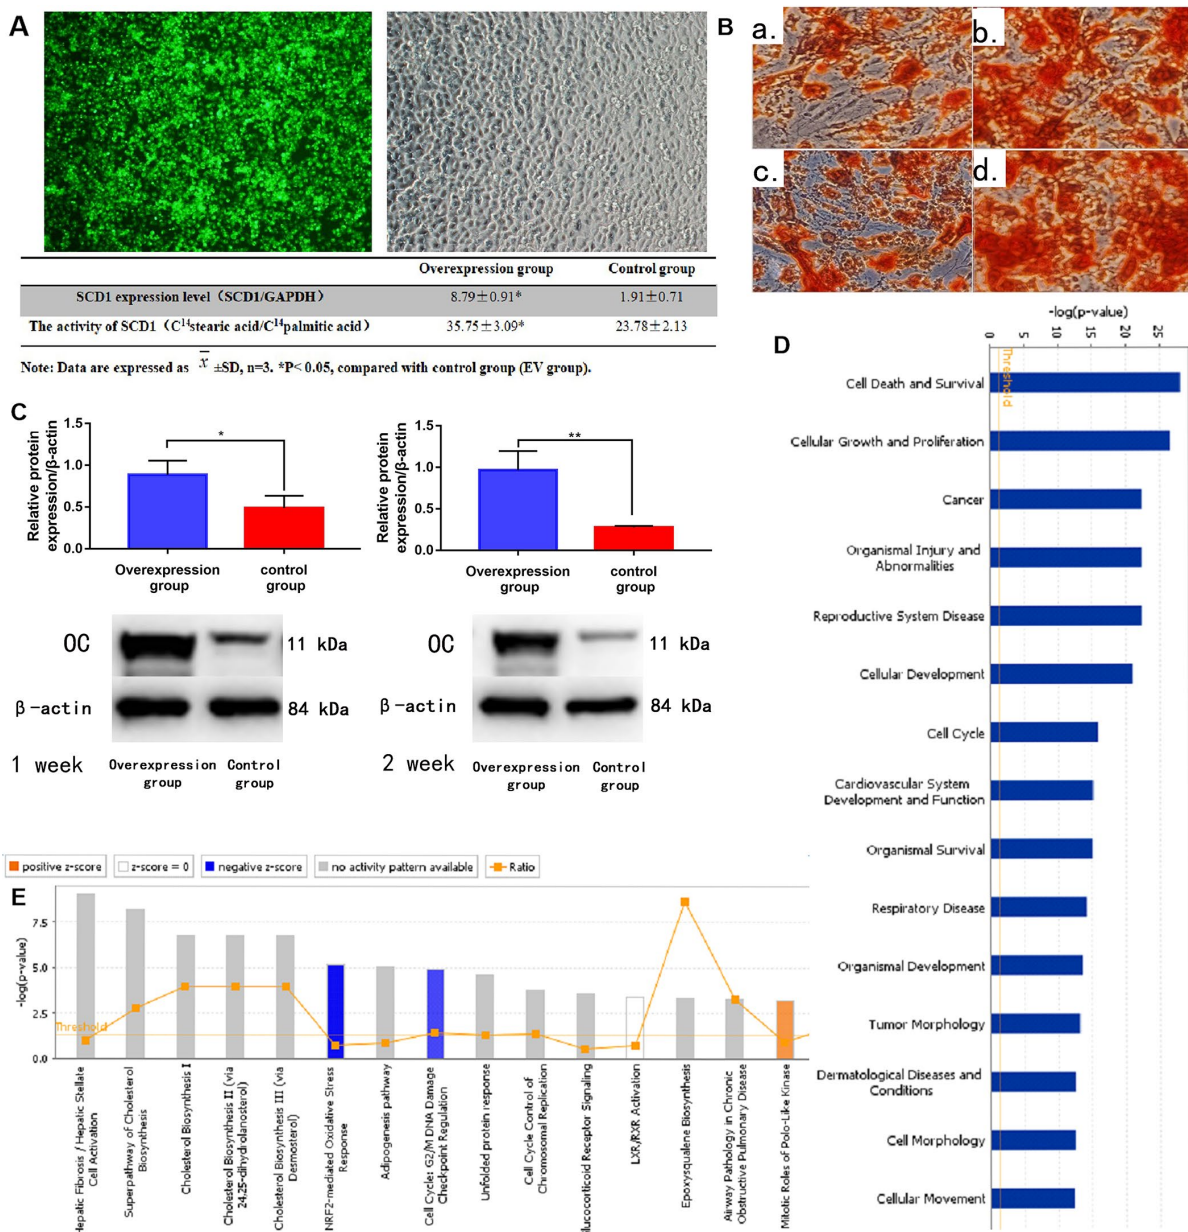 A
B
a.
b.
c.
d.
Overexpression group Control group
SCD1 expression level（SCD1/GAPDH） 8.79±0.91* 1.91±0.71
The activity of SCD1（C14stearic acid/C14palmitic acid） 35.75±3.09* 23.78±2.13
Note: Data are expressed as x̄ ±SD, n=3. *P< 0.05, compared with control group (EV group).
C
Relative protein
expression/β-actin
1.5
1.0
0.5
0.0
*
Overexpression
group
control
group
Relative protein
expression/β-actin
1.5
1.0
0.5
0.0
**
Overexpression
group
control
group
OC 11 kDa
β-actin 84 kDa
1 week
Overexpression
group
Control
group
OC 11 kDa
β-actin 84 kDa
2 week
Overexpression
group
Control
group
D
-log(p-value)
0 5 10 15 20 25
Threshold
Cell Death and Survival
Cellular Growth and Proliferation
Cancer
Organismal Injury and
Abnormalities
Reproductive System Disease
Cellular Development
Cell Cycle
Cardiovascular System
Development and Function
Organismal Survival
Respiratory Disease
Organismal Development
Tumor Morphology
Dermatological Diseases and
Conditions
Cell Morphology
Cellular Movement
positive z-score z-score = 0 negative z-score no activity pattern available Ratio
E
-log(p-value)
7.5
5.0
2.5
0.0
Threshold
Hepatic Fibrosis / Hepatic Stellate
Cell Activation
Superpathway of Cholesterol
Biosynthesis
Cholesterol Biosynthesis I
Cholesterol Biosynthesis II (via
24,25-dihydrolanosterol)
Cholesterol Biosynthesis III (via
Desmosterol)
NRF2-mediated Oxidative Stress
Response
Adipogenesis pathway
Cell Cycle: G2/M DNA Damage
Checkpoint Regulation
Unfolded protein response
Cell Cycle Control of
Chromosomal Replication
lucocorticoid Receptor Signaling
LXR/RXR Activation
Epoxysqualene Biosynthesis
Airway Pathology in Chronic
Obstructive Pulmonary Disease
Mitotic Roles of Polo-Like Kinase